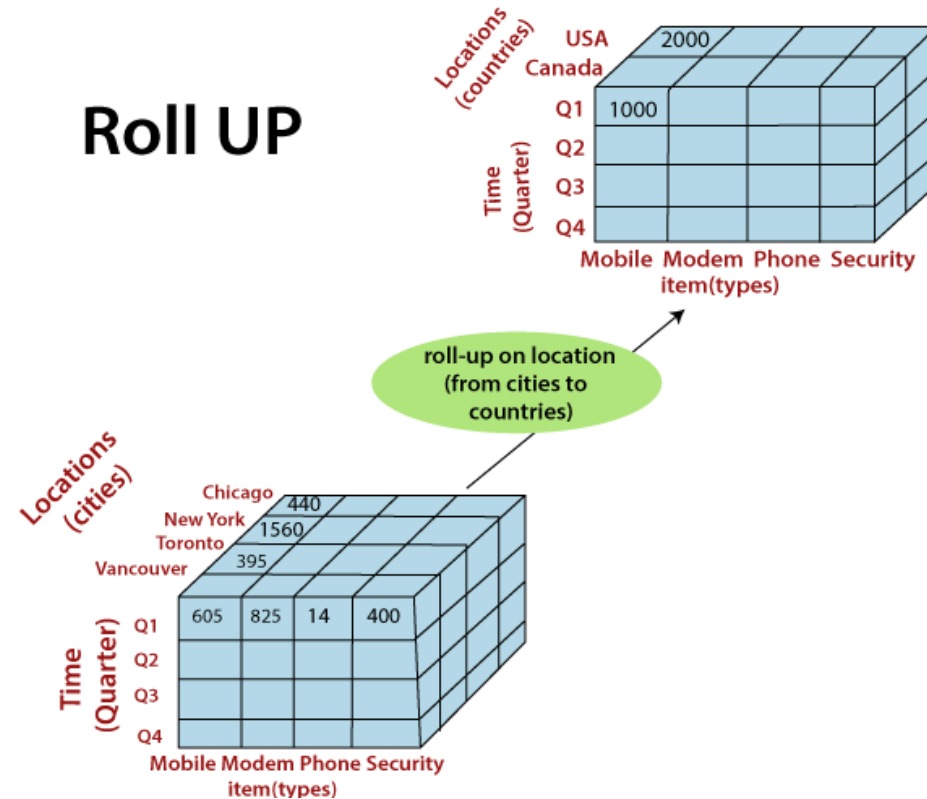 Roll UP
Locations
(countries)
USA
2000
Canada
Q1
1000
Q2
Q3
Q4
Time
(Quarter)
Mobile Modem Phone Security
item(types)
roll-up on location
(from cities to
countries)
Locations
(cities)
Chicago
440
New York
1560
Toronto
395
Vancouver
Q1
605 825 14 400
Q2
Q3
Q4
Time
(Quarter)
Mobile Modem Phone Security
item(types)